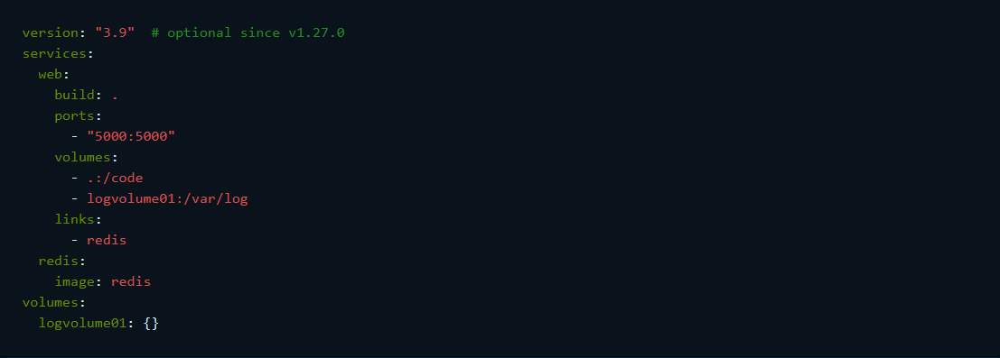 version: "3.9"  # optional since v1.27.0
services:
  web:
    build: .
    ports:
      - "5000:5000"
    volumes:
      - .:/code
      - logvolume01:/var/log
    links:
      - redis
  redis:
    image: redis
volumes:
  logvolume01: {}